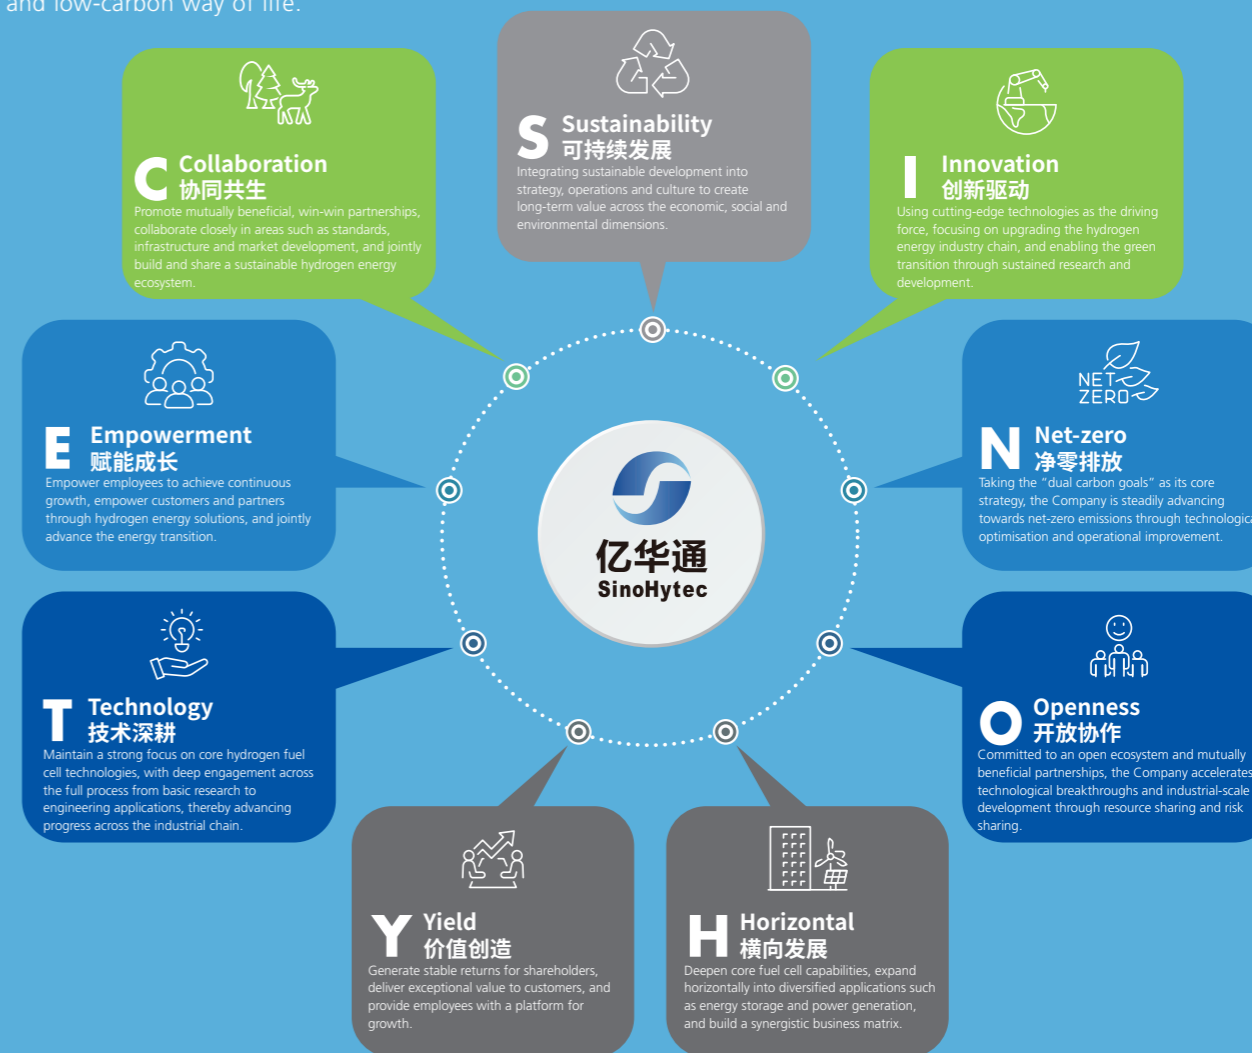 and low-carbon way of life.
S
Sustainability
可持续发展
Integrating sustainable development into
strategy, operations and culture to create
long-term value across the economic, social and
environmental dimensions.
I
Innovation
创新驱动
Using cutting-edge technologies as the driving
force, focusing on upgrading the hydrogen
energy industry chain, and enabling the green
transition through sustained research and
development.
NET
ZERO
N
Net-zero
净零排放
Taking the “dual carbon goals” as its core
strategy, the Company is steadily advancing
towards net-zero emissions through technologica
optimisation and operational improvement.
O
Openness
开放协作
Committed to an open ecosystem and mutually
beneficial partnerships, the Company accelerates
technological breakthroughs and industrial-scale
development through resource sharing and risk
sharing.
H
Horizontal
横向发展
Deepen core fuel cell capabilities, expand
horizontally into diversified applications such
as energy storage and power generation,
and build a synergistic business matrix.
Y
Yield
价值创造
Generate stable returns for shareholders,
deliver exceptional value to customers, and
provide employees with a platform for
growth.
T
Technology
技术深耕
Maintain a strong focus on core hydrogen fuel
cell technologies, with deep engagement across
the full process from basic research to
engineering applications, thereby advancing
progress across the industrial chain.
E
Empowerment
赋能成长
Empower employees to achieve continuous
growth, empower customers and partners
through hydrogen energy solutions, and jointly
advance the energy transition.
C
Collaboration
协同共生
Promote mutually beneficial, win-win partnerships,
collaborate closely in areas such as standards,
infrastructure and market development, and jointly
build and share a sustainable hydrogen energy
ecosystem.
亿华通
SinoHytec